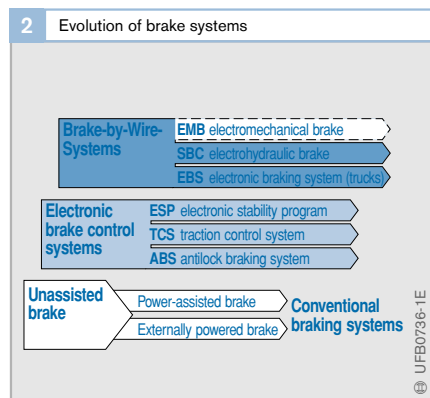 2 Evolution of brake systems
Brake-by-Wire-
Systems
EMB electromechanical brake
SBC electrohydraulic brake
EBS electronic braking system (trucks)
Electronic
brake control
systems
ESP electronic stability program
TCS traction control system
ABS antilock braking system
Unassisted
brake
Power-assisted brake
Externally powered brake
Conventional
braking systems
UFB0736-1E